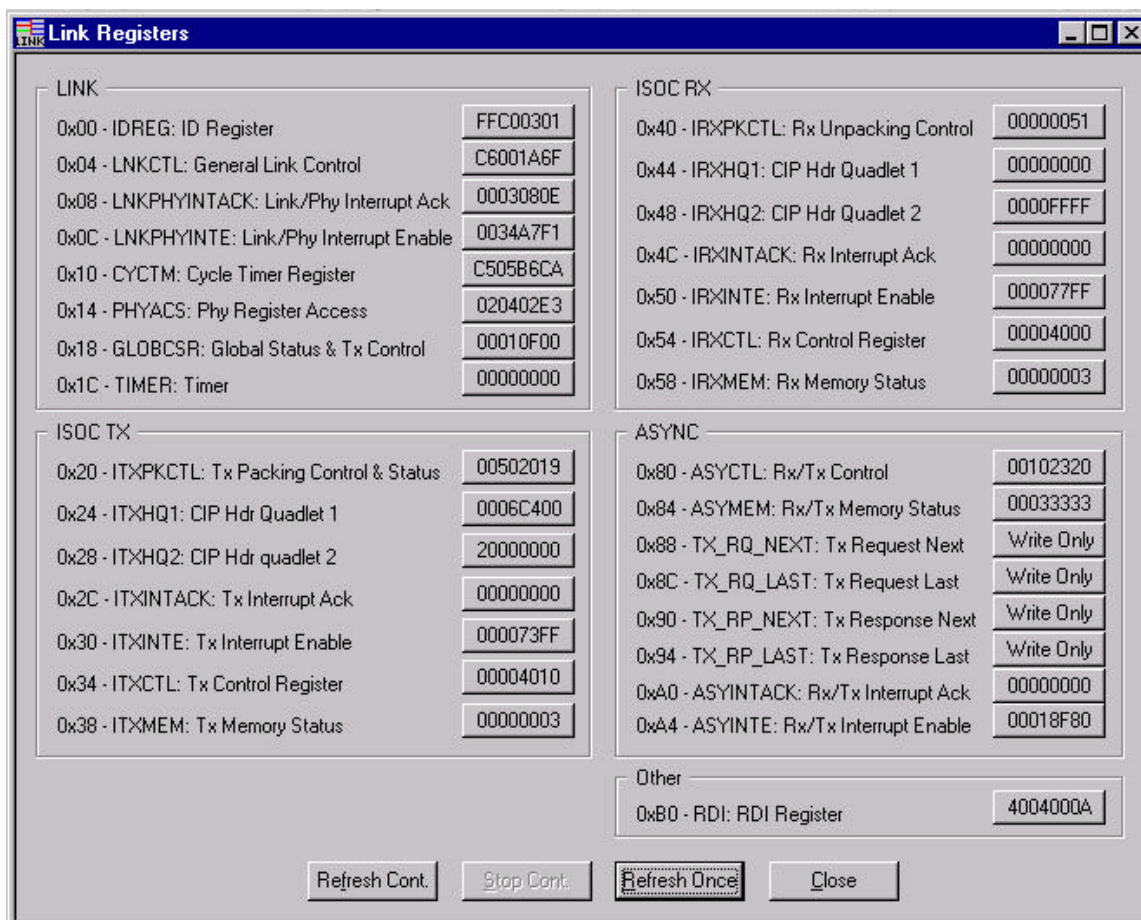 LINK Link Registers
LINK
0x00 - IDREG: ID Register FFC00301
0x04 - LNKCTL: General Link Control C6001A6F
0x08 - LNKPHYINTACK: Link/Phy Interrupt Ack 0003080E
0x0C - LNKPHYINTE: Link/Phy Interrupt Enable 0034A7F1
0x10 - CYCTM: Cycle Timer Register C505B6CA
0x14 - PHYACS: Phy Register Access 020402E3
0x18 - GLOBCSR: Global Status & Tx Control 00010F00
0x1C - TIMER: Timer 00000000
ISOC TX
0x20 - ITXPKCTL: Tx Packing Control & Status 00502019
0x24 - ITXHQ1: CIP Hdr Quadlet 1 0006C400
0x28 - ITXHQ2: CIP Hdr quadlet 2 20000000
0x2C - ITXINTACK: Tx Interrupt Ack 00000000
0x30 - ITXINTE: Tx Interrupt Enable 000073FF
0x34 - ITXCTL: Tx Control Register 00004010
0x38 - ITXMEM: Tx Memory Status 00000003
ISOC RX
0x40 - IRXPKCTL: Rx Unpacking Control 00000051
0x44 - IRXHQ1: CIP Hdr Quadlet 1 00000000
0x48 - IRXHQ2: CIP Hdr Quadlet 2 0000FFFF
0x4C - IRXINTACK: Rx Interrupt Ack 00000000
0x50 - IRXINTE: Rx Interrupt Enable 000077FF
0x54 - IRXCTL: Rx Control Register 00004000
0x58 - IRXMEM: Rx Memory Status 00000003
ASYNC
0x80 - ASYCTL: Rx/Tx Control 00102320
0x84 - ASYMEM: Rx/Tx Memory Status 00033333
0x88 - TX_RQ_NEXT: Tx Request Next Write Only
0x8C - TX_RQ_LAST: Tx Request Last Write Only
0x90 - TX_RP_NEXT: Tx Response Next Write Only
0x94 - TX_RP_LAST: Tx Response Last Write Only
0xA0 - ASYINTACK: Rx/Tx Interrupt Ack 00000000
0xA4 - ASYINTE: Rx/Tx Interrupt Enable 00018F80
Other
0xB0 - RDI: RDI Register 4004000A
Refresh Cont. Stop Cont. Refresh Once Close